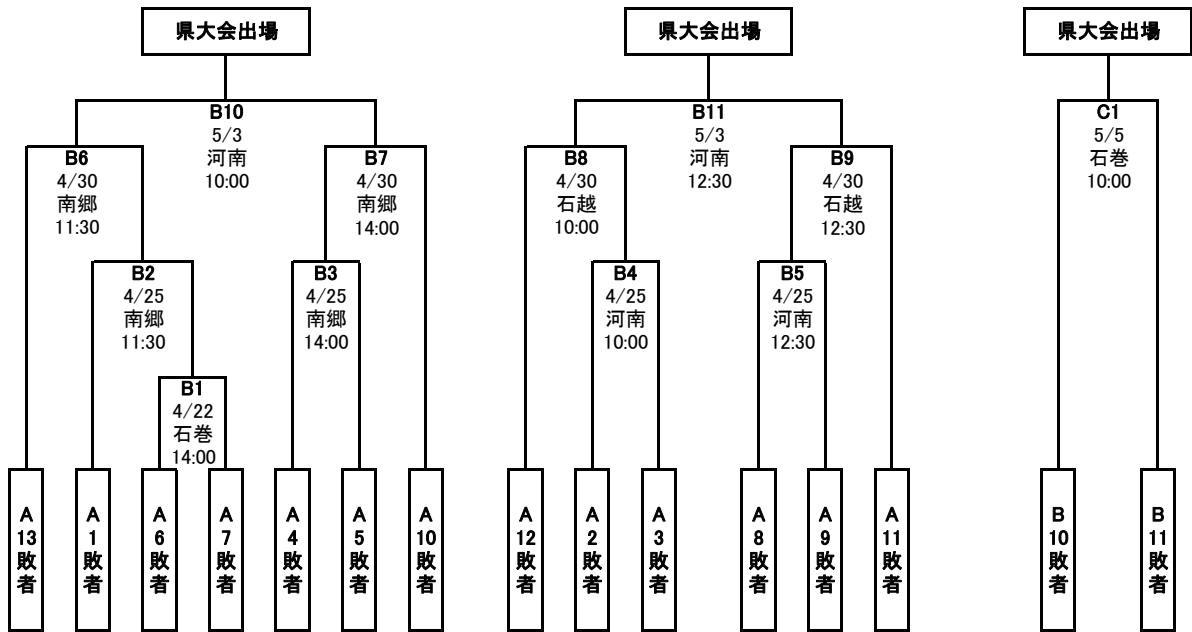 県大会出場
県大会出場
県大会出場
B10
5/3
河南
10:00
B11
5/3
河南
12:30
C1
5/5
石巻
10:00
B6
4/30
南郷
11:30
B7
4/30
南郷
14:00
B8
4/30
石越
10:00
B9
4/30
石越
12:30
B2
4/25
南郷
11:30
B3
4/25
南郷
14:00
B4
4/25
河南
10:00
B5
4/25
河南
12:30
B1
4/22
石巻
14:00
A13敗者
A1敗者
A6敗者
A7敗者
A4敗者
A5敗者
A10敗者
A12敗者
A2敗者
A3敗者
A8敗者
A9敗者
A11敗者
B10敗者
B11敗者